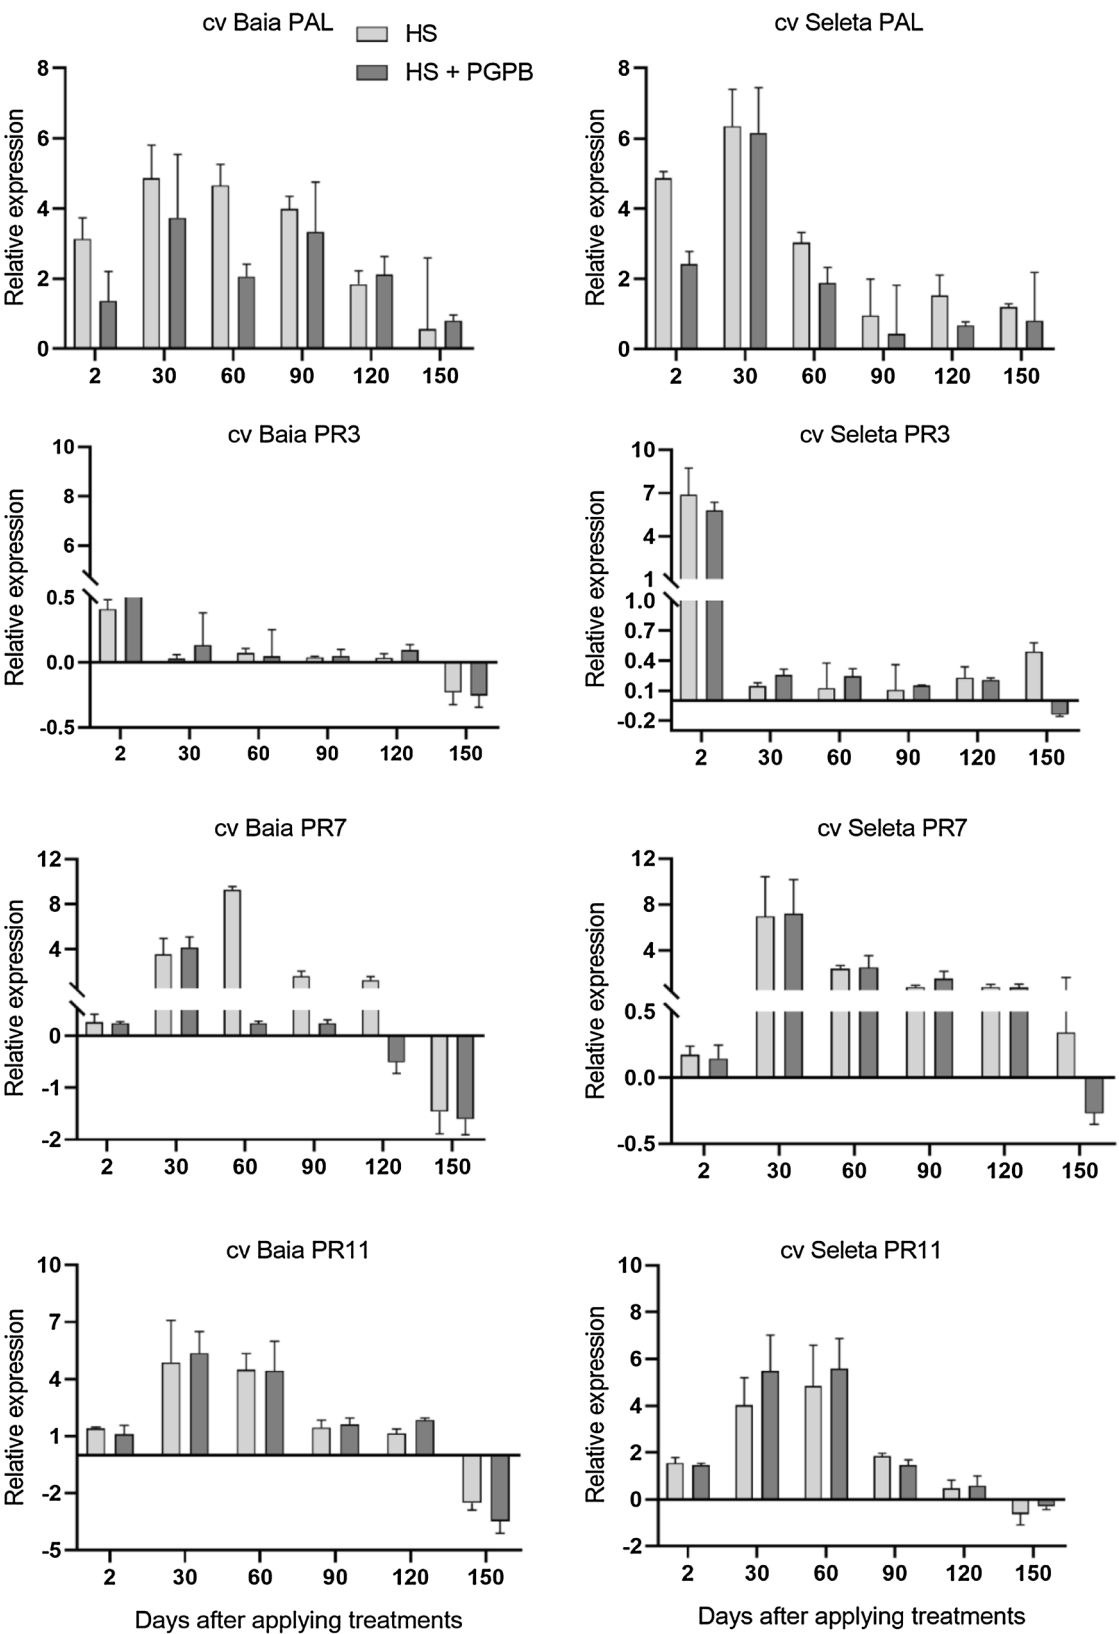 cv Baia PAL
HS
HS + PGPB
Relative expression
8
6
4
2
0
2 30 60 90 120 150
cv Seleta PAL
Relative expression
8
6
4
2
0
2 30 60 90 120 150
cv Baia PR3
Relative expression
10
8
6
0.5
0.0
-0.5
2 30 60 90 120 150
cv Seleta PR3
Relative expression
10
7
4
1
1.0
0.7
0.4
0.1
-0.2
2 30 60 90 120 150
cv Baia PR7
Relative expression
12
8
4
0.5
0
-1
-2
2 30 60 90 120 150
cv Seleta PR7
Relative expression
12
8
4
0.5
0.0
-0.5
2 30 60 90 120 150
cv Baia PR11
Relative expression
10
7
4
1
-2
-5
2 30 60 90 120 150
Days after applying treatments
cv Seleta PR11
Relative expression
10
8
6
4
2
0
-2
2 30 60 90 120 150
Days after applying treatments